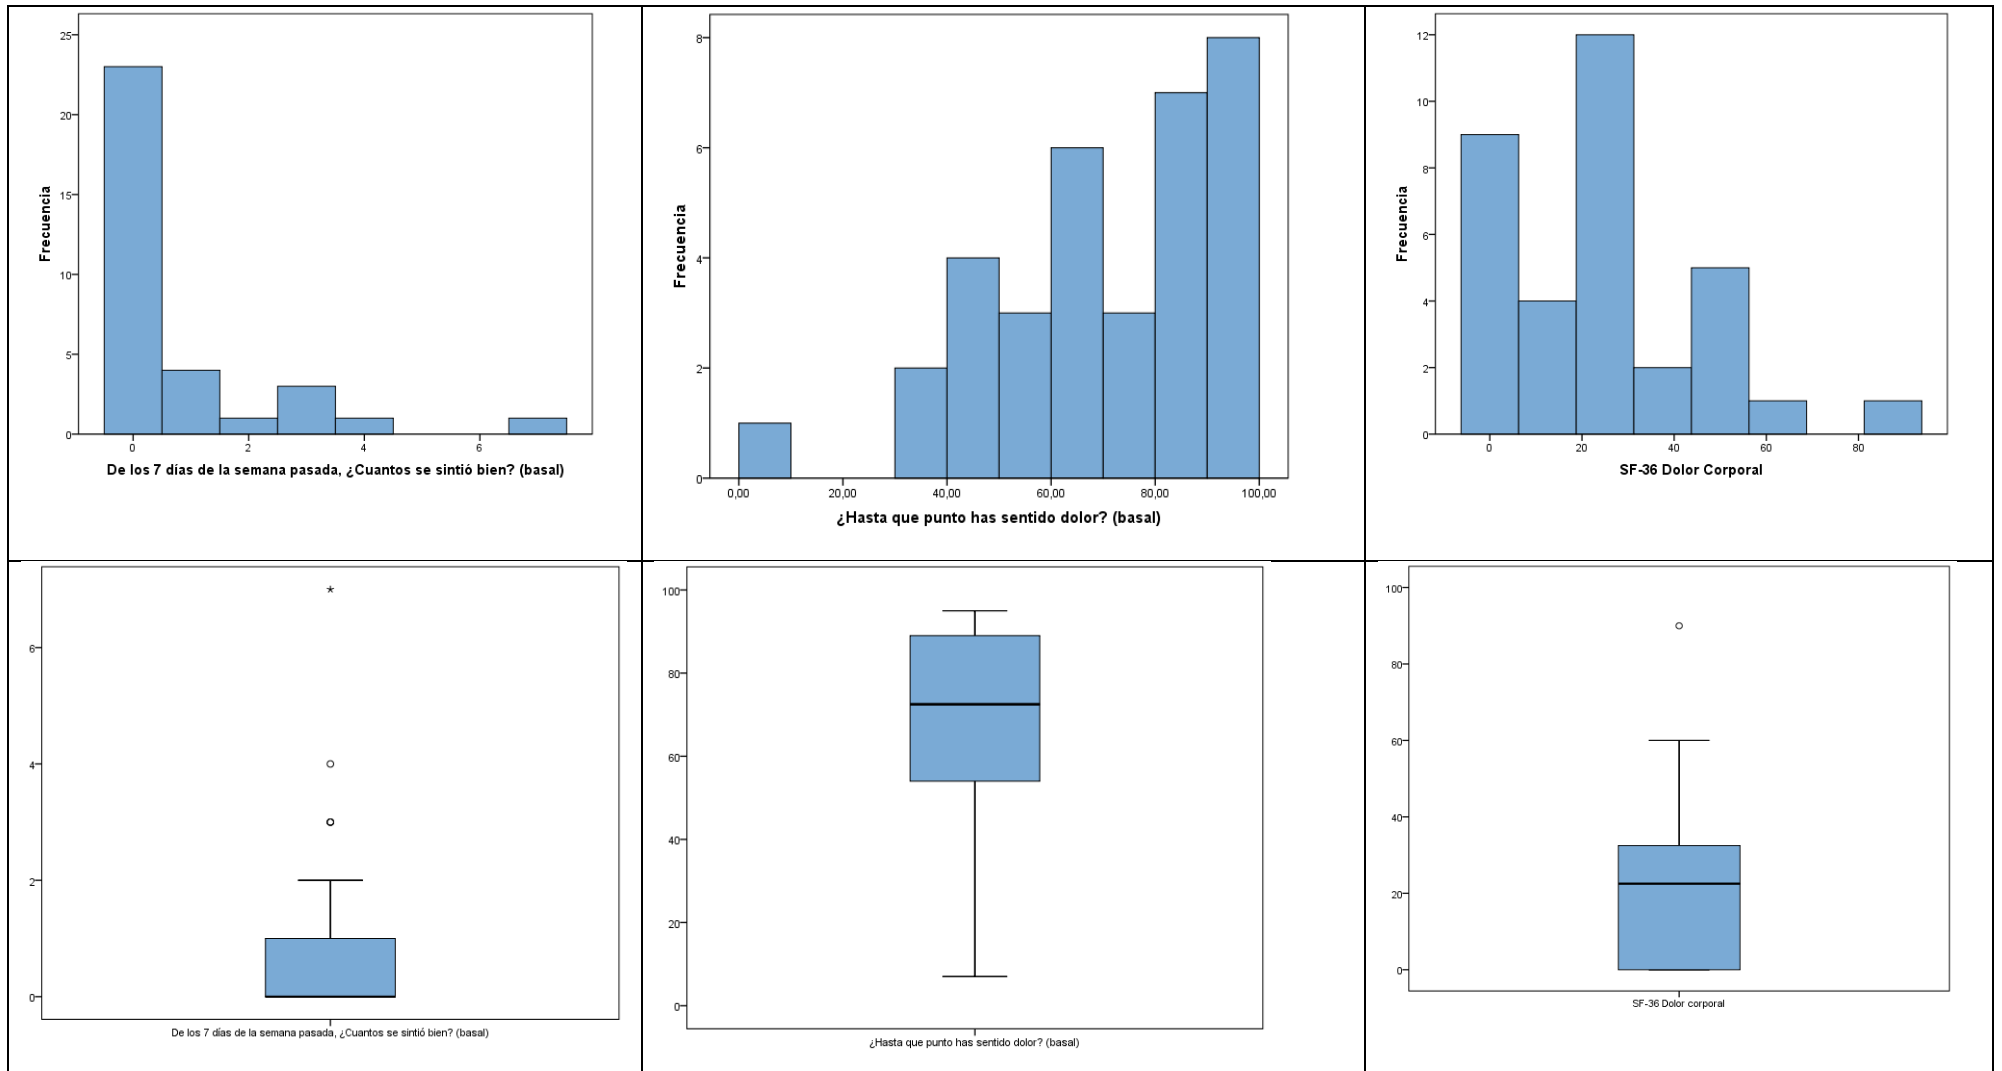 25
20
15
10
5
0
Frecuencia
0 2 4 6
De los 7 días de la semana pasada, ¿Cuantos se sintió bien? (basal)
8
6
4
2
0
Frecuencia
0,00 20,00 40,00 60,00 80,00 100,00
¿Hasta que punto has sentido dolor? (basal)
12
10
8
6
4
2
0
Frecuencia
0 20 40 60 80
SF-36 Dolor Corporal
6
4
2
0
De los 7 días de la semana pasada, ¿Cuantos se sintió bien? (basal)
100
80
60
40
20
0
¿Hasta que punto has sentido dolor? (basal)
100
80
60
40
20
0
SF-36 Dolor corporal